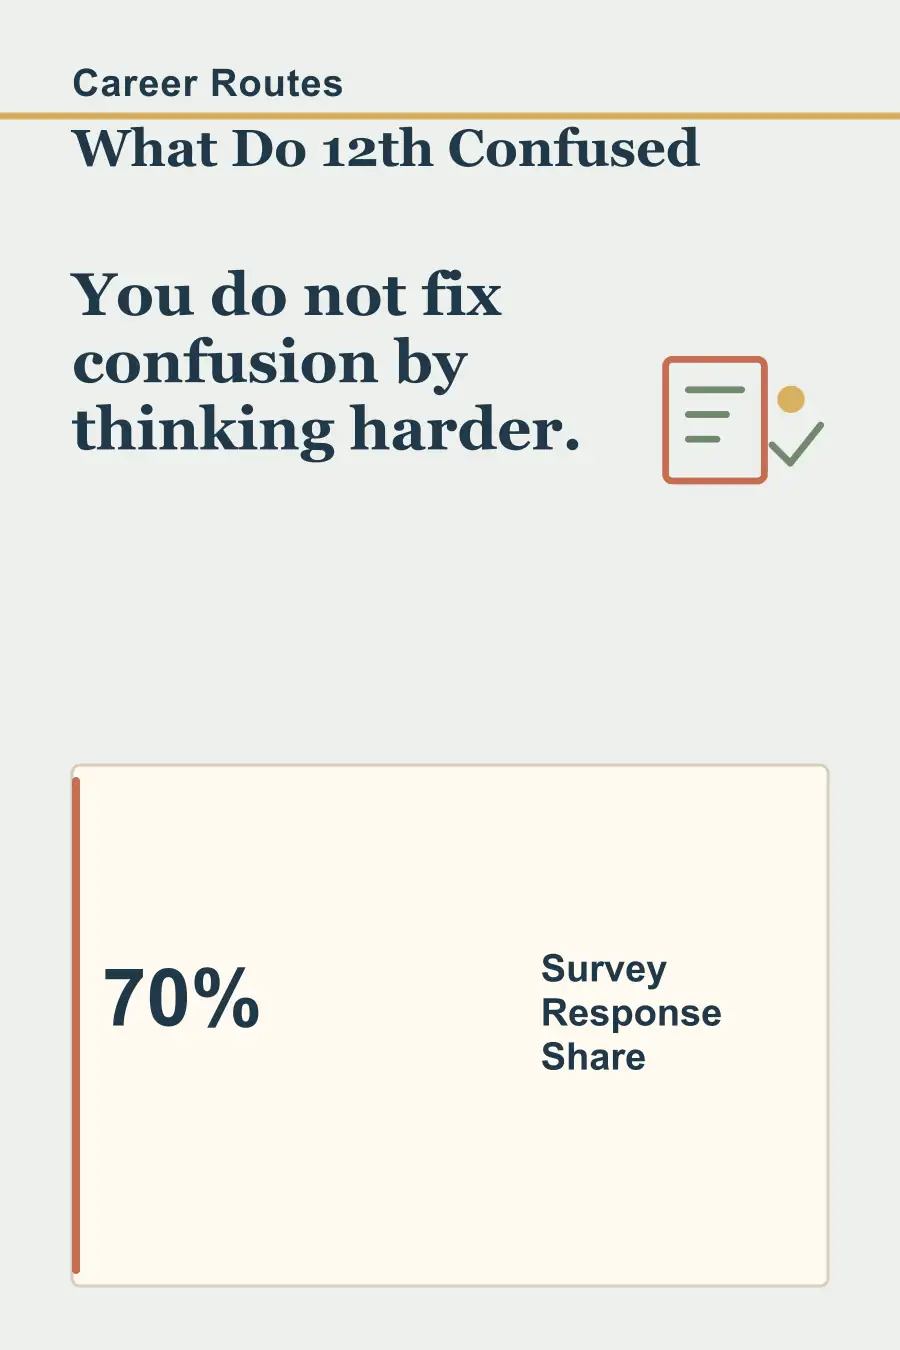 Career Routes
What Do 12th Confused
You do not fix
confusion by
thinking harder.
70%
Survey
Response
Share